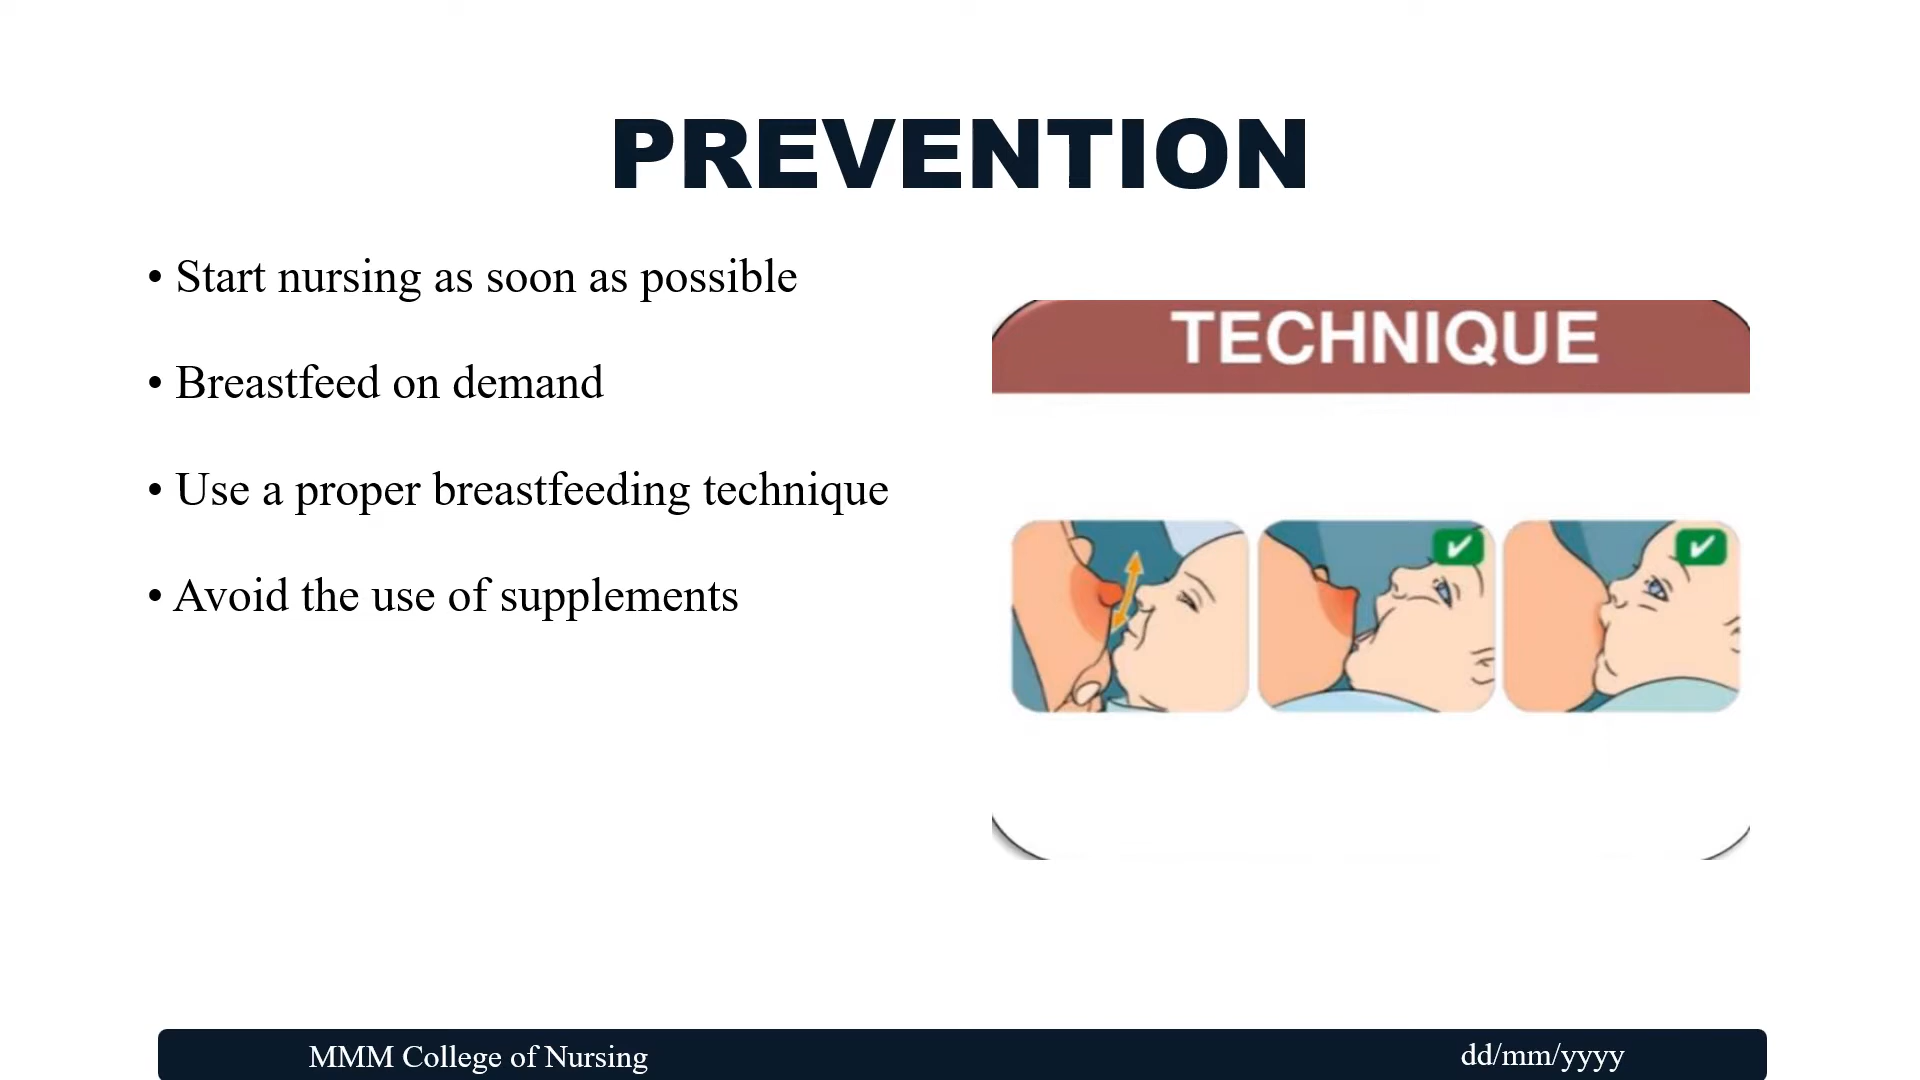 PREVENTION
• Start nursing as soon as possible
• Breastfeed on demand
• Use a proper breastfeeding technique
• Avoid the use of supplements
TECHNIQUE
MMM College of Nursing
dd/mm/yyyy